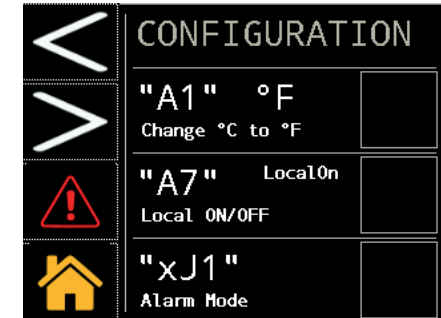 CONFIGURATION
"A1" °F
Change °C to °F
"A7" LocalOn
Local ON/OFF
"xJ1"
Alarm Mode